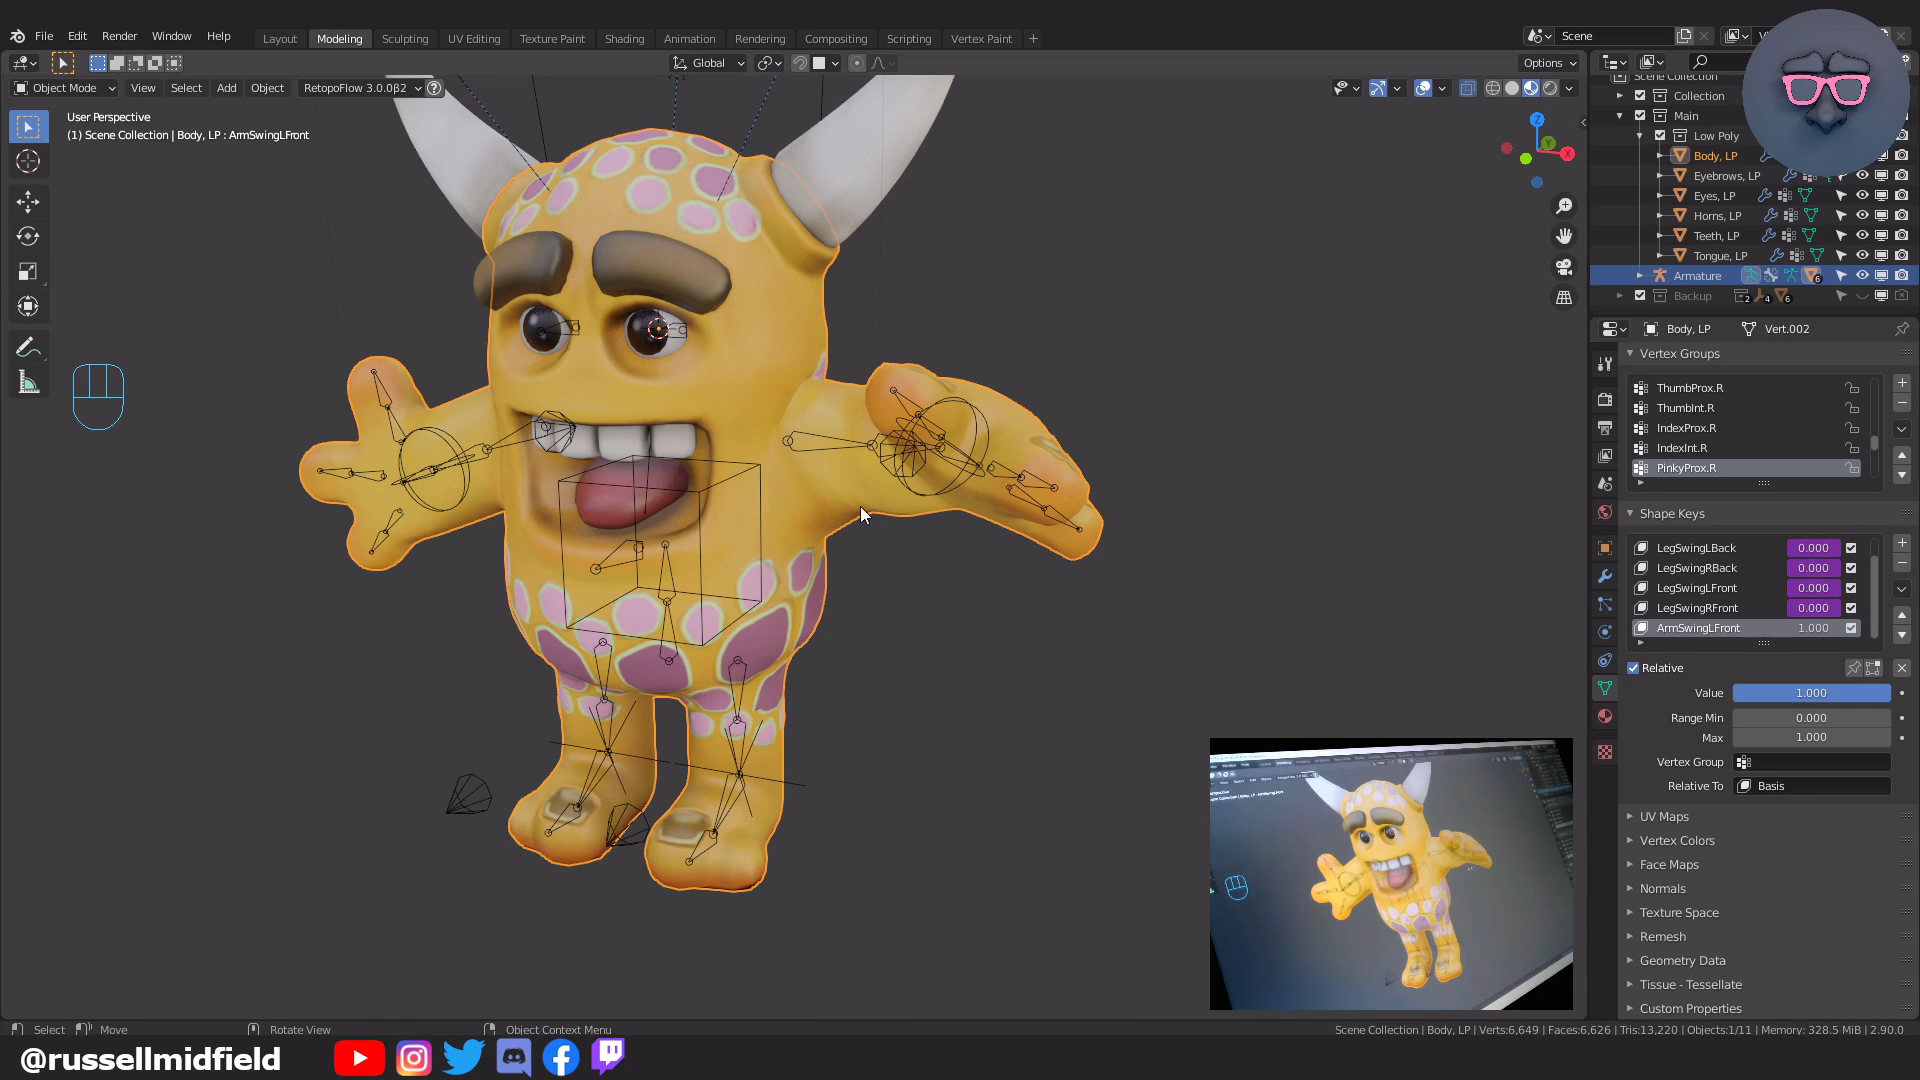 File Edit Render Window Help
Layout Modeling Sculpting UV Editing Texture Paint Shading Animation Rendering Compositing Scripting Vertex Paint +
Scene
Global
Options
Object Mode View Select Add Object RetopoFlow 3.0.0β2
User Perspective
(1) Scene Collection | Body, LP : ArmSwingLFront
Z
Y
X
Scene Collection
Collection
Main
Low Poly
Body, LP
Eyebrows, LP
Eyes, LP
Horns, LP
Teeth, LP
Tongue, LP
Armature 6
Backup 2 4 6
Body, LP Vert.002
Vertex Groups
ThumbProx.R
ThumbInt.R
IndexProx.R
IndexInt.R
PinkyProx.R
Shape Keys
LegSwingLBack 0.000
LegSwingRBack 0.000
LegSwingLFront 0.000
LegSwingRFront 0.000
ArmSwingLFront 1.000
Relative
Value 1.000
Range Min 0.000
Max 1.000
Vertex Group
Relative To Basis
UV Maps
Vertex Colors
Face Maps
Normals
Texture Space
Remesh
Geometry Data
Tissue - Tessellate
Custom Properties
Select Move Rotate View Object Context Menu
Scene Collection | Body, LP | Verts:6,649 | Faces:6,626 | Tris:13,220 | Objects:1/11 | Memory: 328.5 MiB | 2.90.0
@russellmidfield